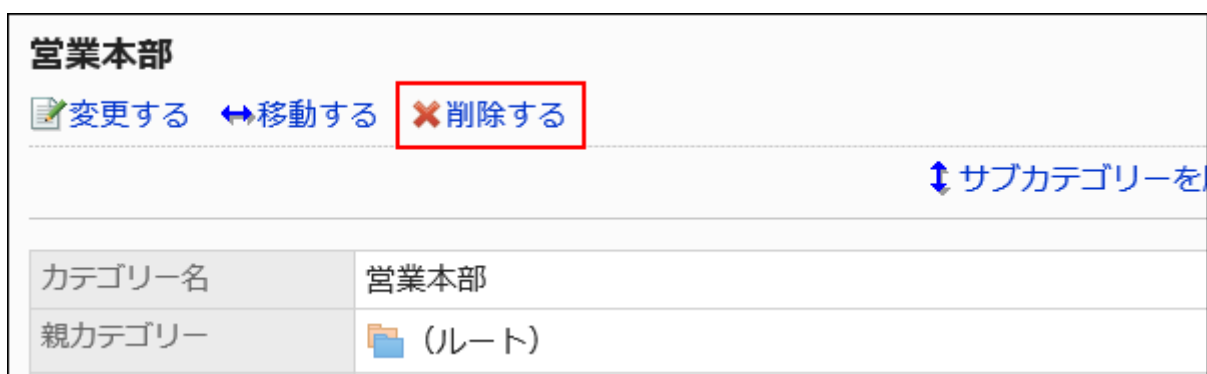 営業本部
変更する 移動する 削除する
サブカテゴリーを
カテゴリー名 営業本部
親カテゴリー (ルート)